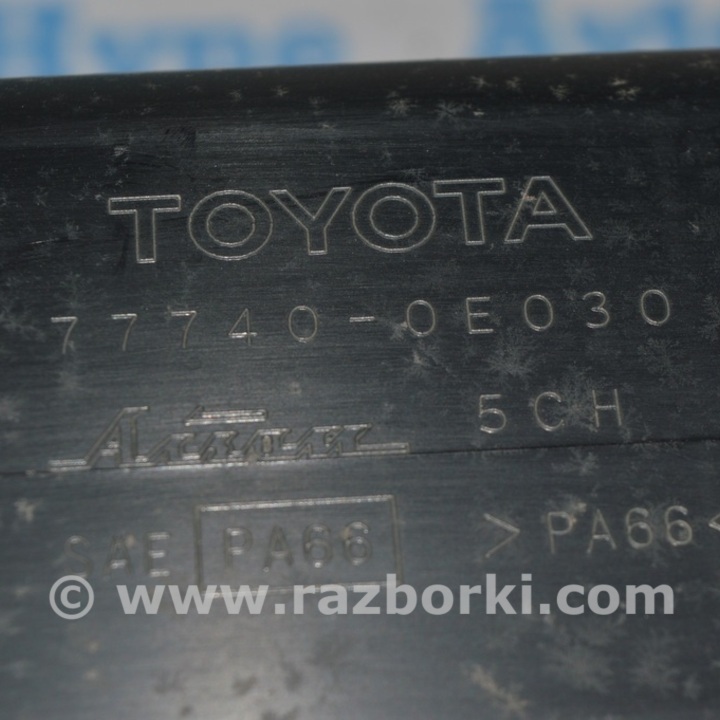 TOYOTA
77740-0E030
5CH
SAE PA66 >PA66<
© www.razborki.com